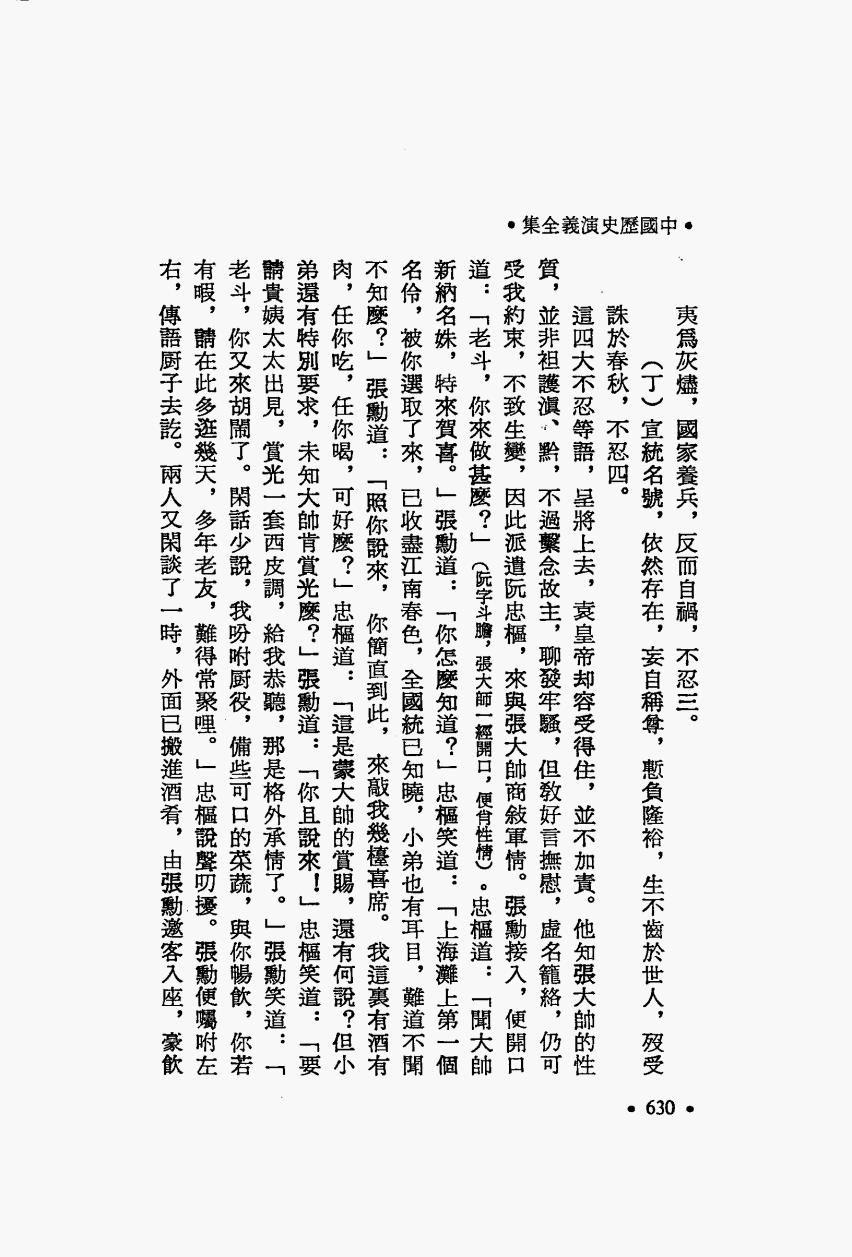 •中國歷史演義全集•
夷爲灰燼，國家養兵，反而自禍，不忍三。
（丁）宣統名號，依然存在，妄自稱尊，慙負隆裕，生不齒於世人，歿受
誅於春秋，不忍四。
這四大不忍等語，呈將上去，袁皇帝却容受得住，並不加責。他知張大帥的性
質，並非袒護滇、黔，不過繫念故主，聊發牢騷，但教好言撫慰，虛名籠絡，仍可
受我約束，不致生變，因此派遣阮忠樞，來與張大帥商敍軍情。張勳接入，便開口
道：「老斗，你來做甚麼？」（阮字斗瞻，張大帥一經開口，便肖性情）。忠樞道：「聞大帥
新納名姝，特來賀喜。」張勳道：「你怎麼知道？」忠樞笑道：「上海灘上第一個
名伶，被你選取了來，已收盡江南春色，全國統已知曉，小弟也有耳目，難道不聞
不知麼？」張勳道：「照你說來，你簡直到此，來敲我幾檯喜席。我這裏有酒有
肉，任你吃，任你喝，可好麼？」忠樞道：「這是蒙大帥的賞賜，還有何說？但小
弟還有特別要求，未知大帥肯賞光麼？」張勳道：「你且說來！」忠樞笑道：「要
請貴姨太太出見，賞光一套西皮調，給我恭聽，那是格外承情了。」張勳笑道：「
老斗，你又來胡鬧了。閑話少說，我吩咐厨役，備些可口的菜蔬，與你暢飲，你若
有暇，請在此多逛幾天，多年老友，難得常聚哩。」忠樞說聲叨擾。張勳便囑咐左
右，傳語厨子去訖。兩人又閑談了一時，外面已搬進酒肴，由張勳邀客入座，豪飲
• 630 •